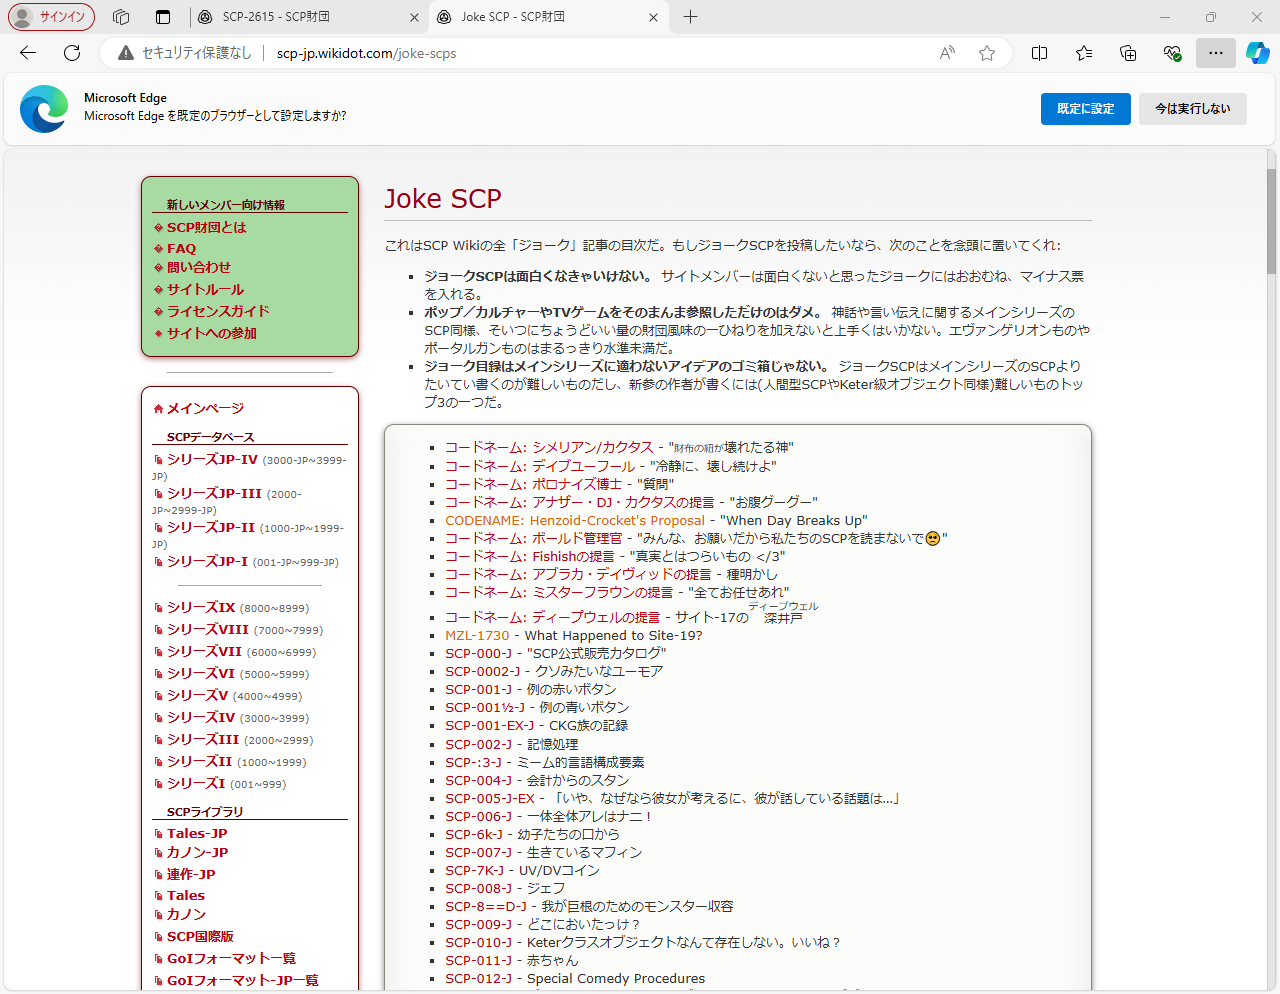 サインイン
SCP-2615 - SCP財団
Joke SCP - SCP財団
セキュリティ保護なし
scp-jp.wikidot.com/joke-scps
Microsoft Edge
Microsoft Edge を既定のブラウザーとして設定しますか?
既定に設定
今は実行しない
新しいメンバー向け情報
SCP財団とは
FAQ
問い合わせ
サイトルール
ライセンスガイド
サイトへの参加
メインページ
SCPデータベース
シリーズJP-IV (3000-JP~3999-
JP)
シリーズJP-III (2000-
JP~2999-JP)
シリーズJP-II (1000-JP~1999-
JP)
シリーズJP-I (001-JP~999-JP)
シリーズIX (8000~8999)
シリーズVIII (7000~7999)
シリーズVII (6000~6999)
シリーズVI (5000~5999)
シリーズV (4000~4999)
シリーズIV (3000~3999)
シリーズIII (2000~2999)
シリーズII (1000~1999)
シリーズI (001~999)
SCPライブラリ
Tales-JP
カノン-JP
連作-JP
Tales
カノン
SCP国際版
GoIフォーマット一覧
GoIフォーマット-JP一覧
Joke SCP
これはSCP Wikiの全「ジョーク」記事の目次だ。もしジョークSCPを投稿したいなら、次のことを念頭に置いてくれ:
ジョークSCPは面白くなきゃいけない。 サイトメンバーは面白くないと思ったジョークにはおおむね、マイナス票
を入れる。
ポップ／カルチャーやTVゲームをそのまんま参照しただけのはダメ。 神話や言い伝えに関するメインシリーズの
SCP同様、そいつにちょうどいい量の財団風味の一ひねりを加えないと上手くはいかない。エヴァンゲリオンものや
ポータルガンものはまるっきり水準未満だ。
ジョーク目録はメインシリーズに適わないアイデアのゴミ箱じゃない。 ジョークSCPはメインシリーズのSCPより
たいてい書くのが難しいものだし、新参の作者が書くには(人間型SCPやKeter級オブジェクト同様)難しいものトッ
プ3の一つだ。
コードネーム: シメリアン/カクタス - "財布の紐が壊れたる神"
コードネーム: デイブユーフール - "冷静に、壊し続けよ"
コードネーム: ポロナイズ博士 - "質問"
コードネーム: アナザー・DJ・カクタスの提言 - "お腹グーグー"
CODENAME: Henzoid-Crocket's Proposal - "When Day Breaks Up"
コードネーム: ボールド管理官 - "みんな、お願いだから私たちのSCPを読まないで🥺"
コードネーム: Fishishの提言 - "真実とはつらいもの </3"
コードネーム: アブラカ・デイヴィッドの提言 - 種明かし
コードネーム: ミスターフラウンの提言 - "全てお任せあれ"
ディープウェル
コードネーム: ディープウェルの提言 - サイト-17の深井戸
MZL-1730 - What Happened to Site-19?
SCP-000-J - "SCP公式販売カタログ"
SCP-0002-J - クソみたいなユーモア
SCP-001-J - 例の赤いボタン
SCP-001½-J - 例の青いボタン
SCP-001-EX-J - CKG族の記録
SCP-002-J - 記憶処理
SCP-:3-J - ミーム的言語構成要素
SCP-004-J - 会計からのスタン
SCP-005-J-EX - 「いや、なぜなら彼女が考えるに、彼が話している話題は…」
SCP-006-J - 一体全体アレはナニ！
SCP-6k-J - 幼子たちの口から
SCP-007-J - 生きているマフィン
SCP-7K-J - UV/DVコイン
SCP-008-J - ジェフ
SCP-8==D-J - 我が巨根のためのモンスター収容
SCP-009-J - どこにおいたっけ？
SCP-010-J - Keterクラスオブジェクトなんて存在しない。いいね？
SCP-011-J - 赤ちゃん
SCP-012-J - Special Comedy Procedures